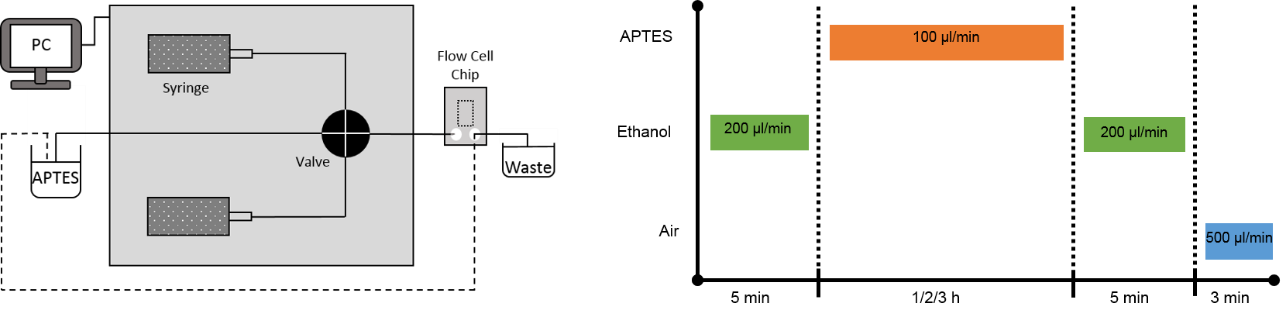 PC
Syringe
Flow Cell
Chip
Valve
APTES
Waste
APTES
100 µl/min
Ethanol
200 µl/min
200 µl/min
Air
500 µl/min
5 min
1/2/3 h
5 min
3 min